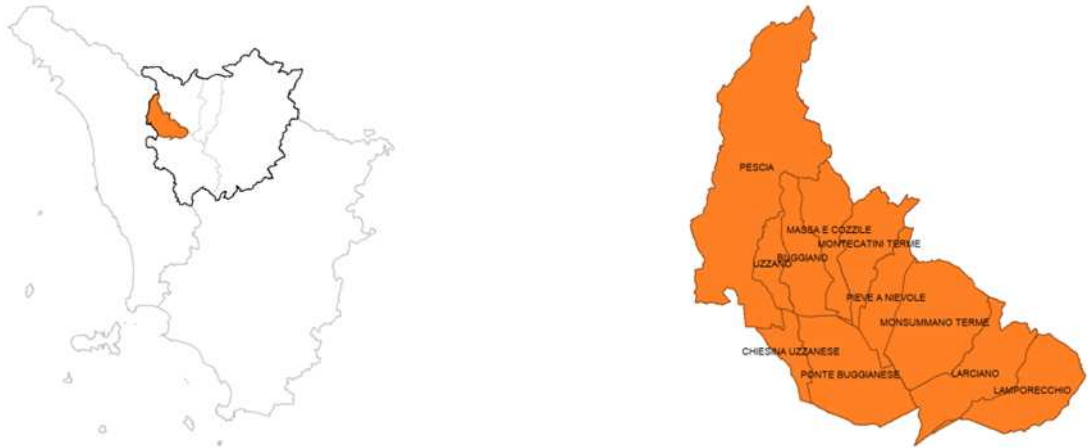 PESCIA
MASSA E COZZILE
MONTECATINI TERME
BUGGIANO
UZZANO
PIEVE A NIEVOLE
MONSUMMANO TERME
CHIESINA UZZANESE
PONTE BUGGIANESE
LARCIANO
LAMPORECCHIO